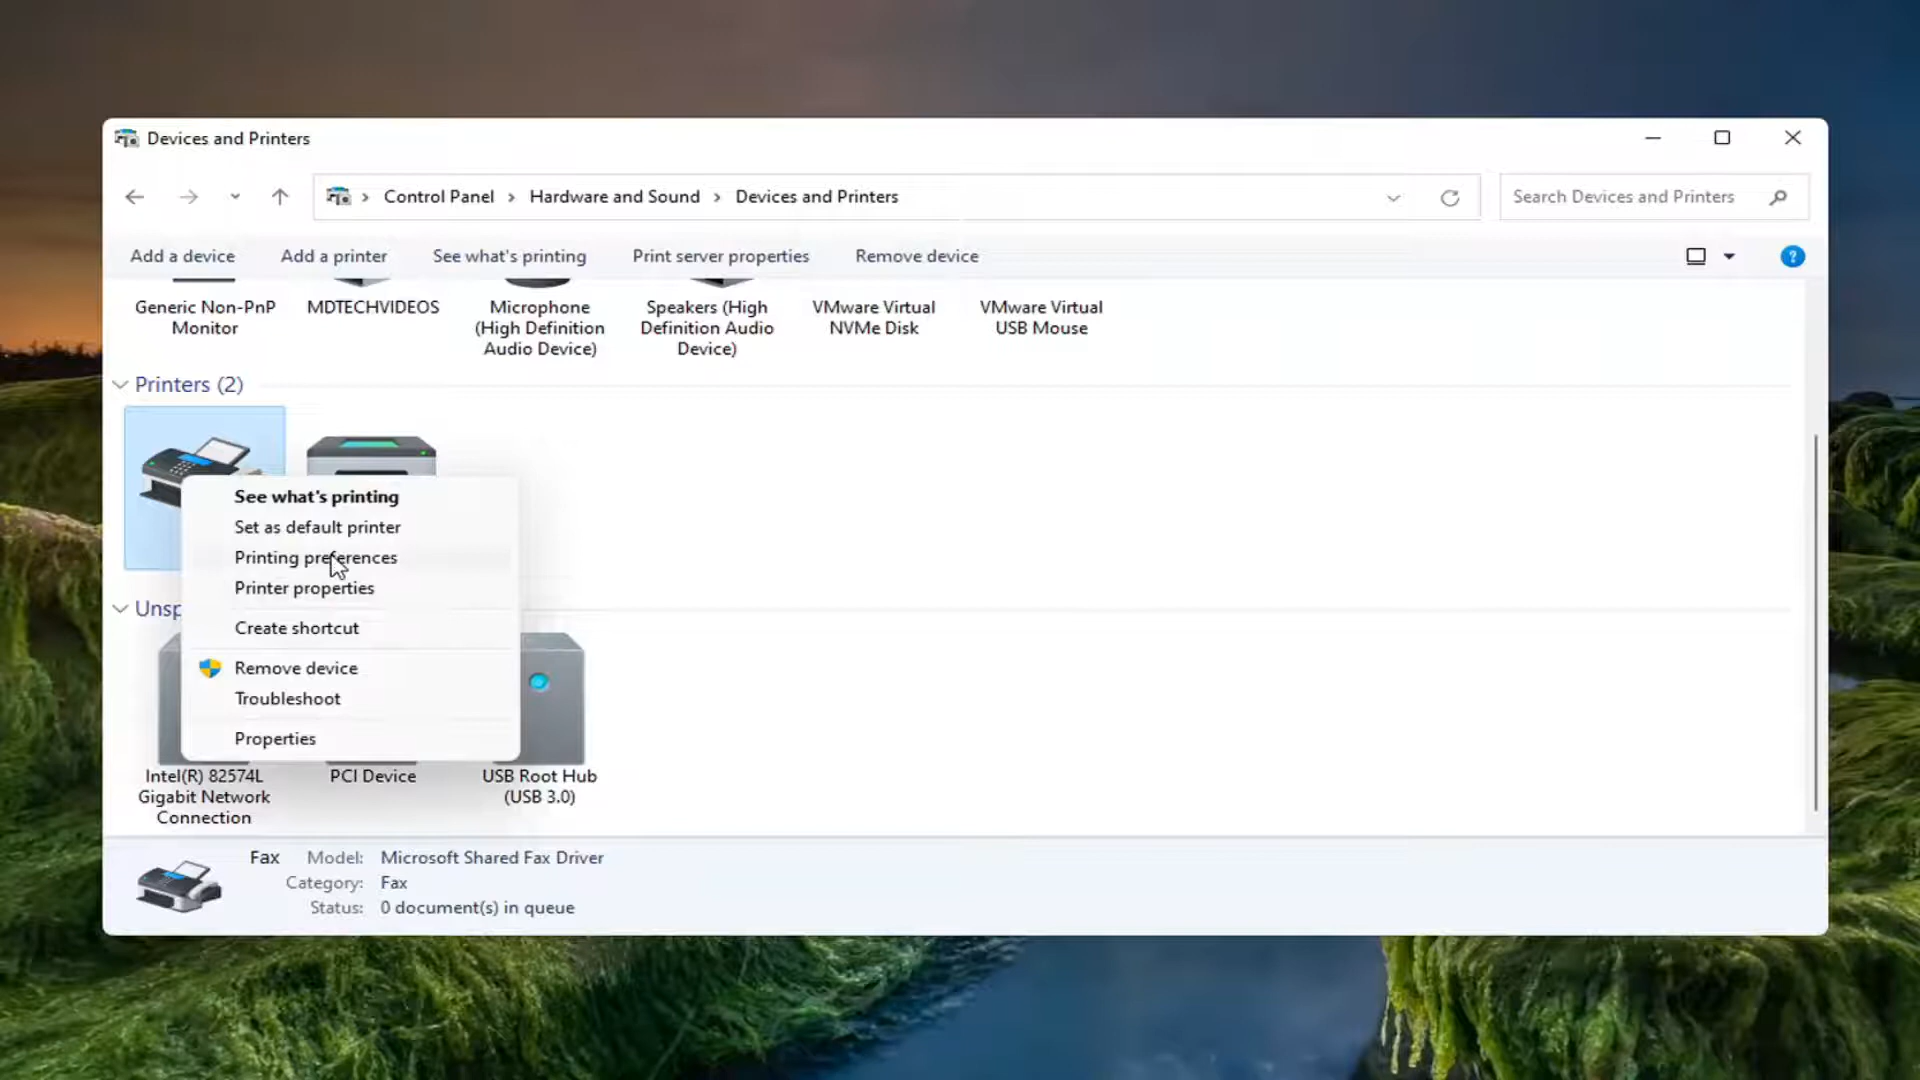 Devices and Printers
Control Panel
Hardware and Sound
Devices and Printers
Search Devices and Printers
Add a device
Add a printer
See what's printing
Print server properties
Remove device
?
Generic Non-PnP
Monitor
MDTECHVIDEOS
Microphone
(High Definition
Audio Device)
Speakers (High
Definition Audio
Device)
VMware Virtual
NVMe Disk
VMware Virtual
USB Mouse
Printers (2)
See what's printing
Set as default printer
Printing preferences
Printer properties
Create shortcut
Remove device
Troubleshoot
Properties
Unsp
Intel(R) 82574L
Gigabit Network
Connection
PCI Device
USB Root Hub
(USB 3.0)
Fax Model: Microsoft Shared Fax Driver
Category: Fax
Status: 0 document(s) in queue